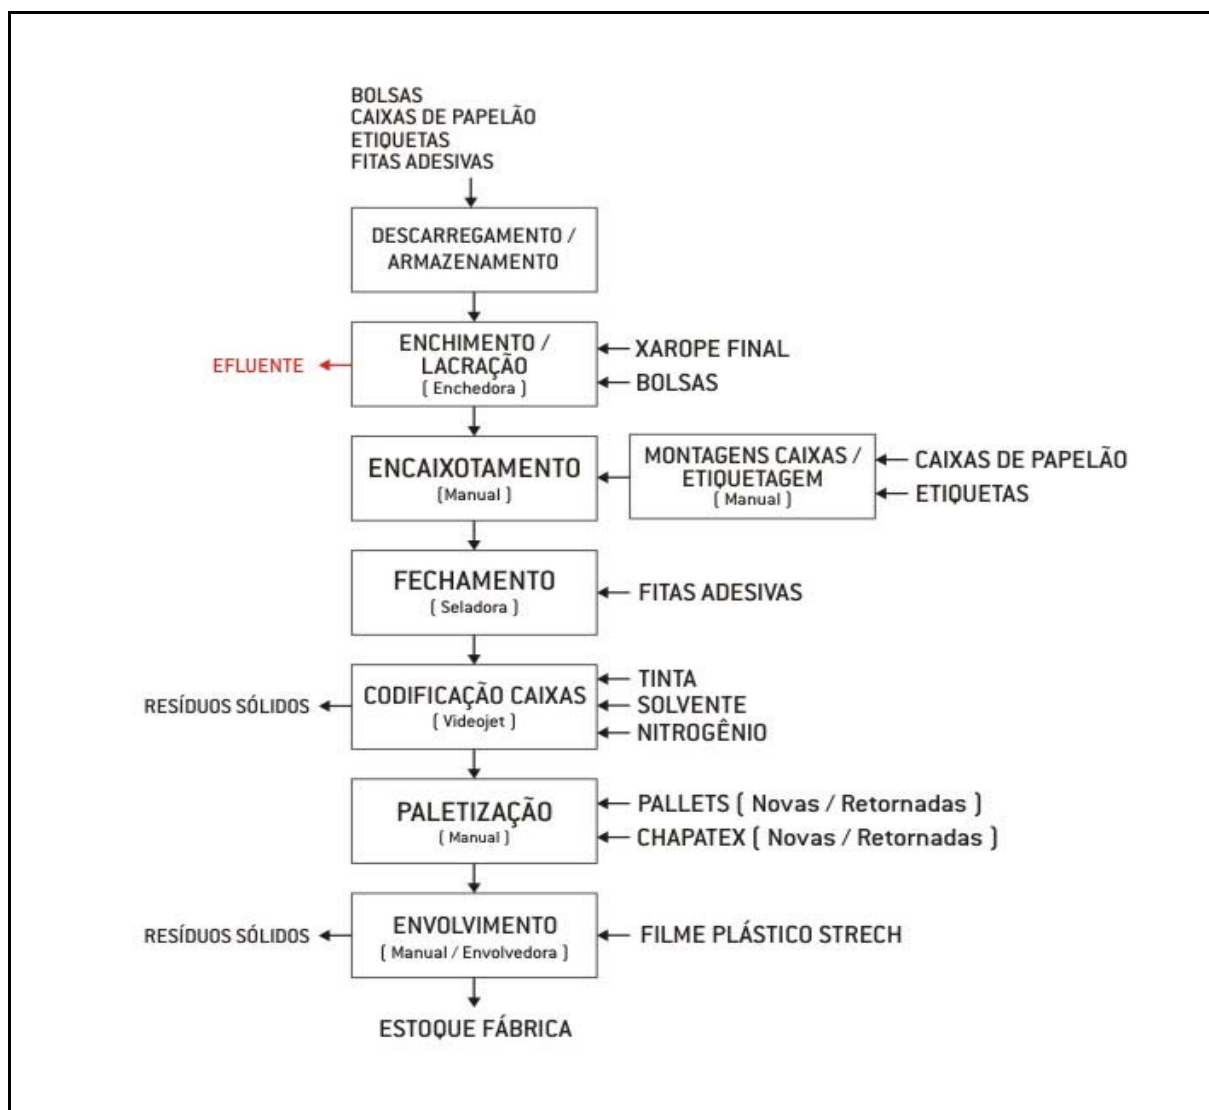 BOLSAS
CAIXAS DE PAPELÃO
ETIQUETAS
FITAS ADESIVAS
DESCARREGAMENTO /
ARMAZENAMENTO
ENCHIMENTO /
LACRAÇÃO
( Enchedora )
EFLUENTE
XAROPE FINAL
BOLSAS
ENCAIXOTAMENTO
(Manual )
MONTAGENS CAIXAS /
ETIQUETAGEM
( Manual )
CAIXAS DE PAPELÃO
ETIQUETAS
FECHAMENTO
( Seladora )
FITAS ADESIVAS
CODIFICAÇÃO CAIXAS
( Videojet )
RESÍDUOS SÓLIDOS
TINTA
SOLVENTE
NITROGÊNIO
PALETIZAÇÃO
( Manual )
PALLETS ( Novas / Retornadas )
CHAPATEX ( Novas / Retornadas )
ENVOLVIMENTO
( Manual / Envolvedora )
RESÍDUOS SÓLIDOS
FILME PLÁSTICO STRECH
ESTOQUE FÁBRICA